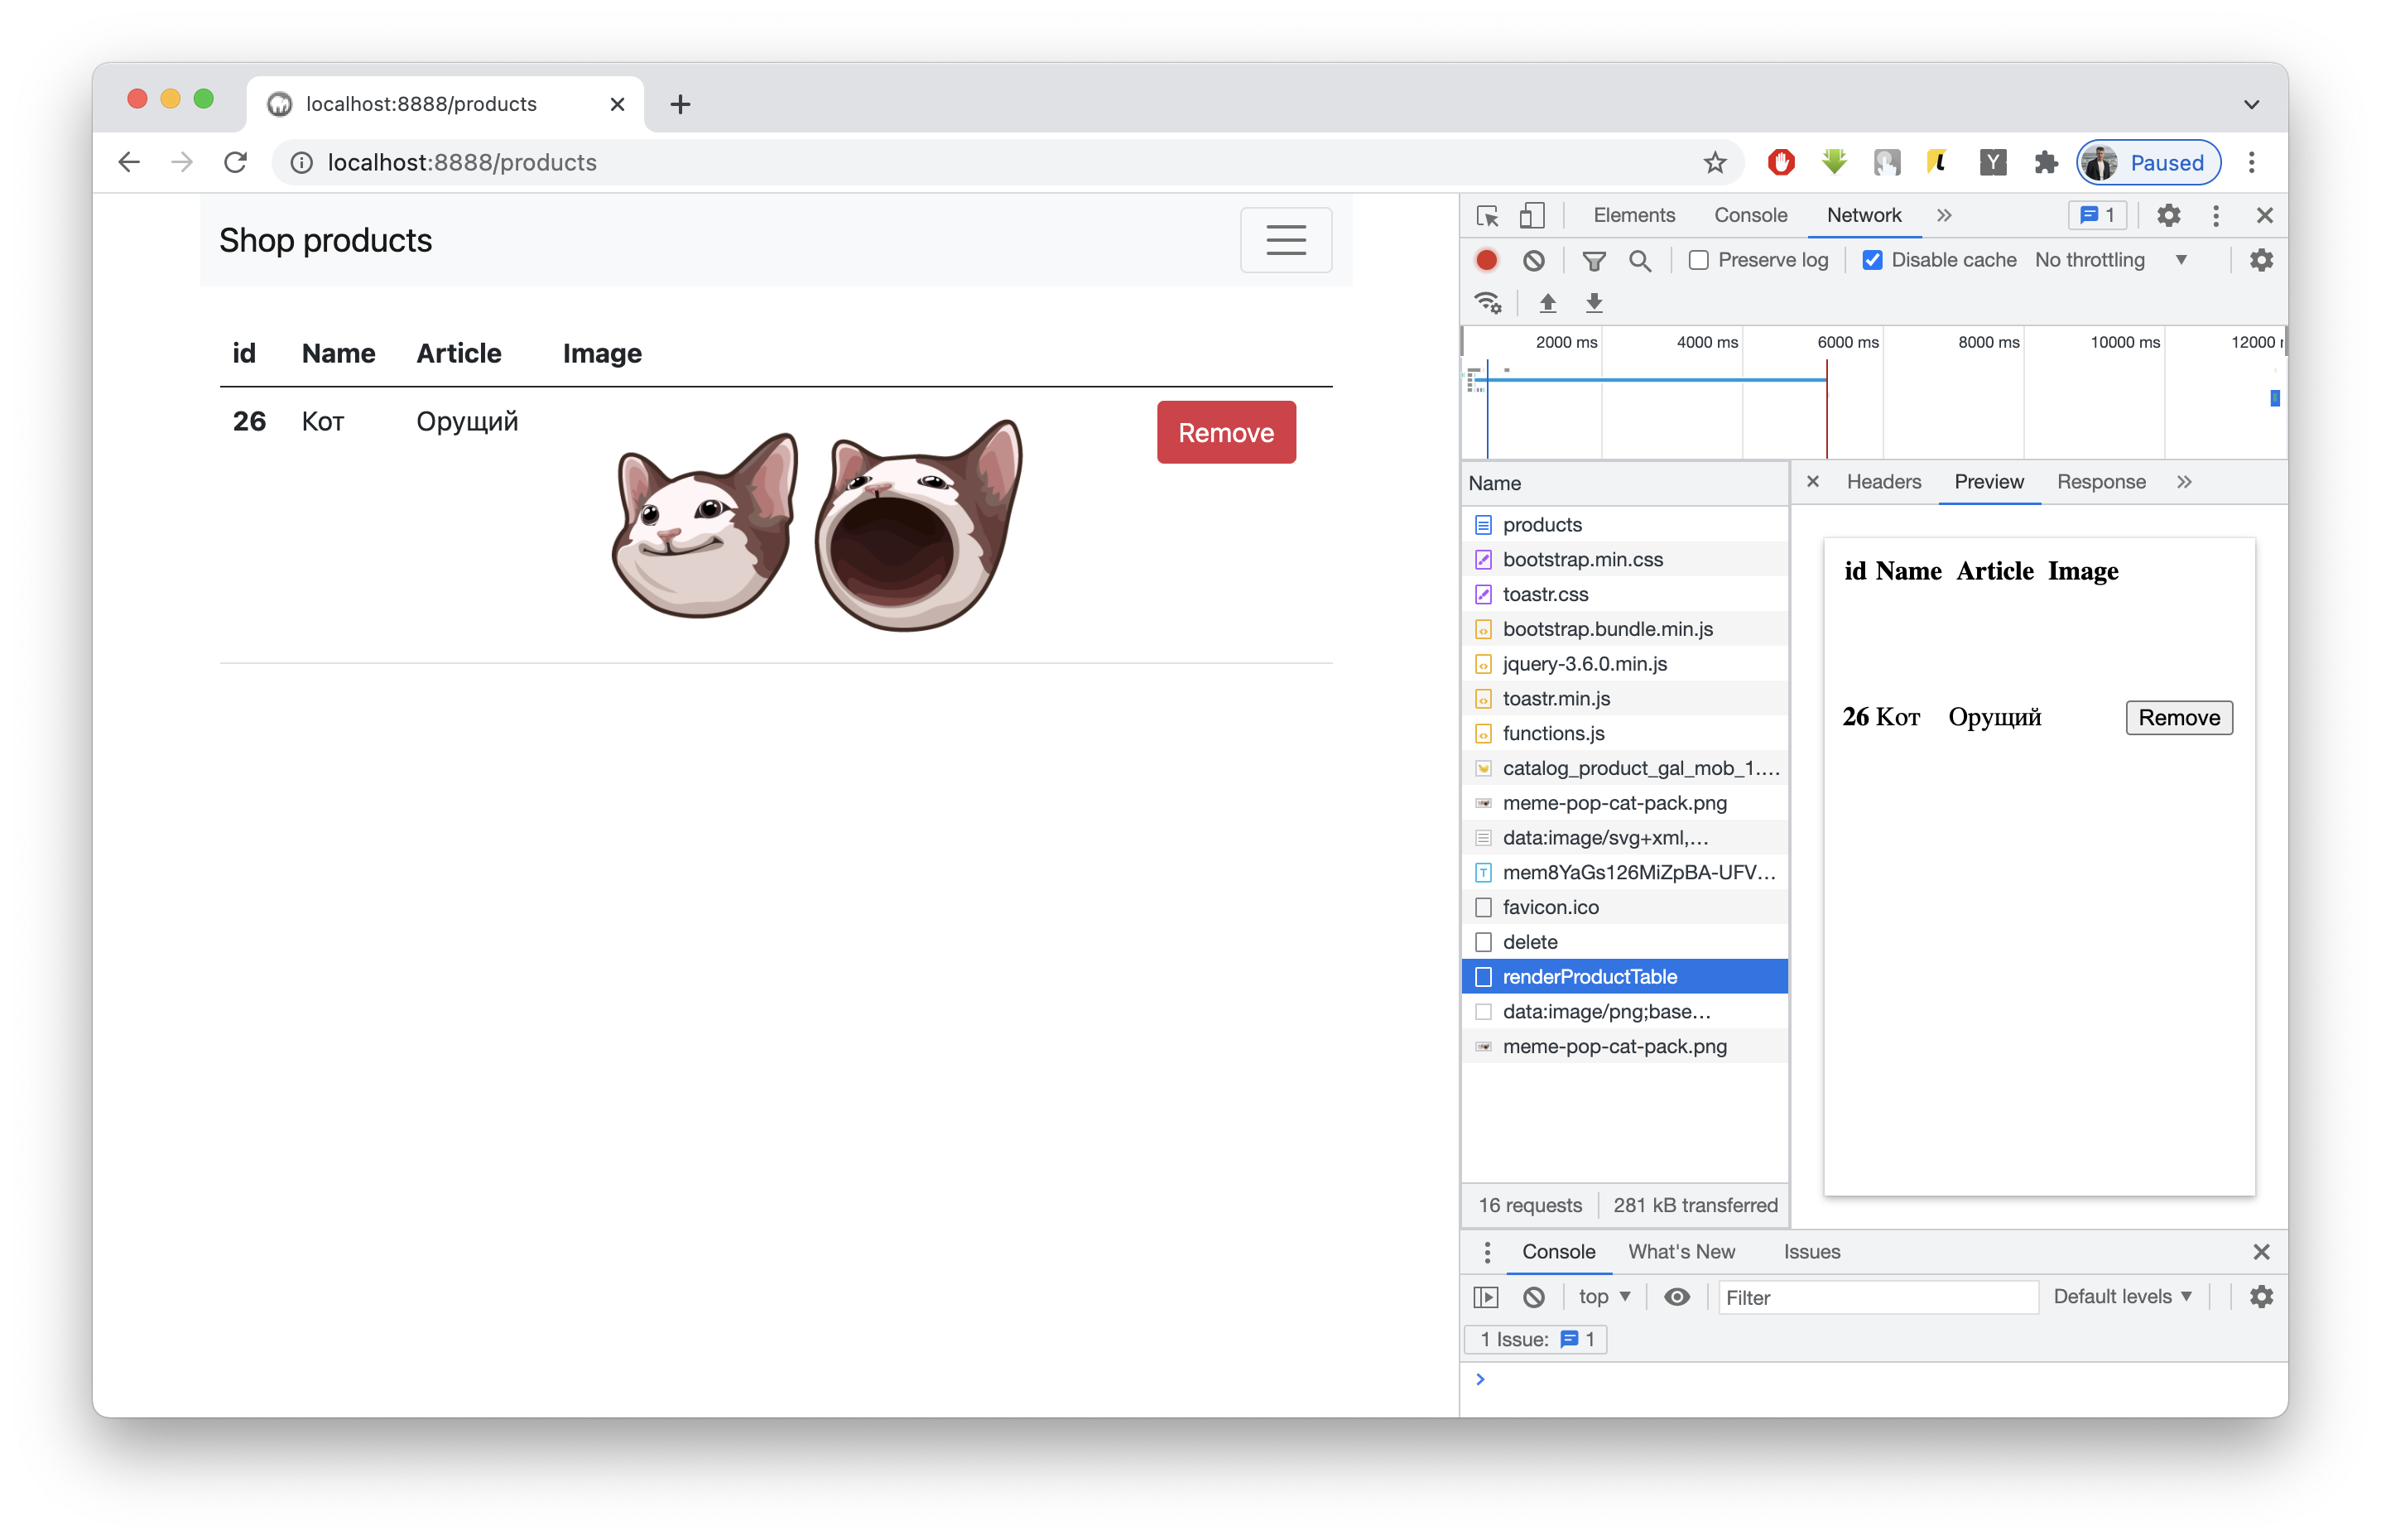 localhost:8888/products
localhost:8888/products
Paused
Shop products
id Name Article Image
26 Кот Орущий Remove
Elements Console Network 1
Preserve log Disable cache No throttling
2000 ms 4000 ms 6000 ms 8000 ms 10000 ms 12000
Name
products
bootstrap.min.css
toastr.css
bootstrap.bundle.min.js
jquery-3.6.0.min.js
toastr.min.js
functions.js
catalog_product_gal_mob_1....
meme-pop-cat-pack.png
data:image/svg+xml,...
mem8YaGs126MiZpBA-UFV...
favicon.ico
delete
renderProductTable
data:image/png;base...
meme-pop-cat-pack.png
16 requests 281 kB transferred
Headers Preview Response
id Name Article Image
26 Кот Орущий Remove
Console What's New Issues
top Filter Default levels
1 Issue: 1